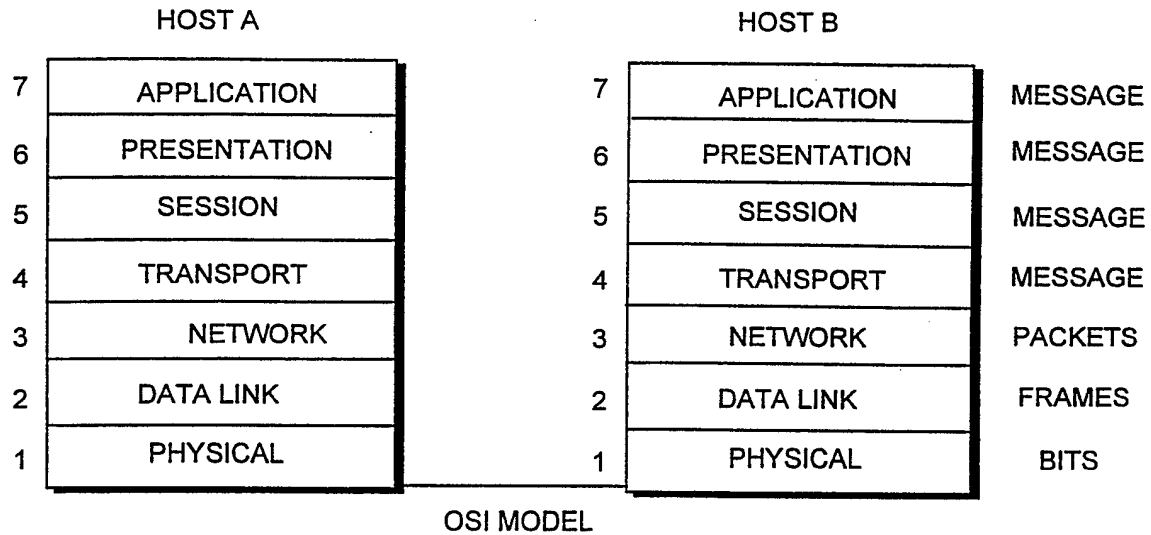 HOST A HOST B
7 APPLICATION 7 APPLICATION MESSAGE
6 PRESENTATION 6 PRESENTATION MESSAGE
5 SESSION 5 SESSION MESSAGE
4 TRANSPORT 4 TRANSPORT MESSAGE
3 NETWORK 3 NETWORK PACKETS
2 DATA LINK 2 DATA LINK FRAMES
1 PHYSICAL 1 PHYSICAL BITS
OSI MODEL